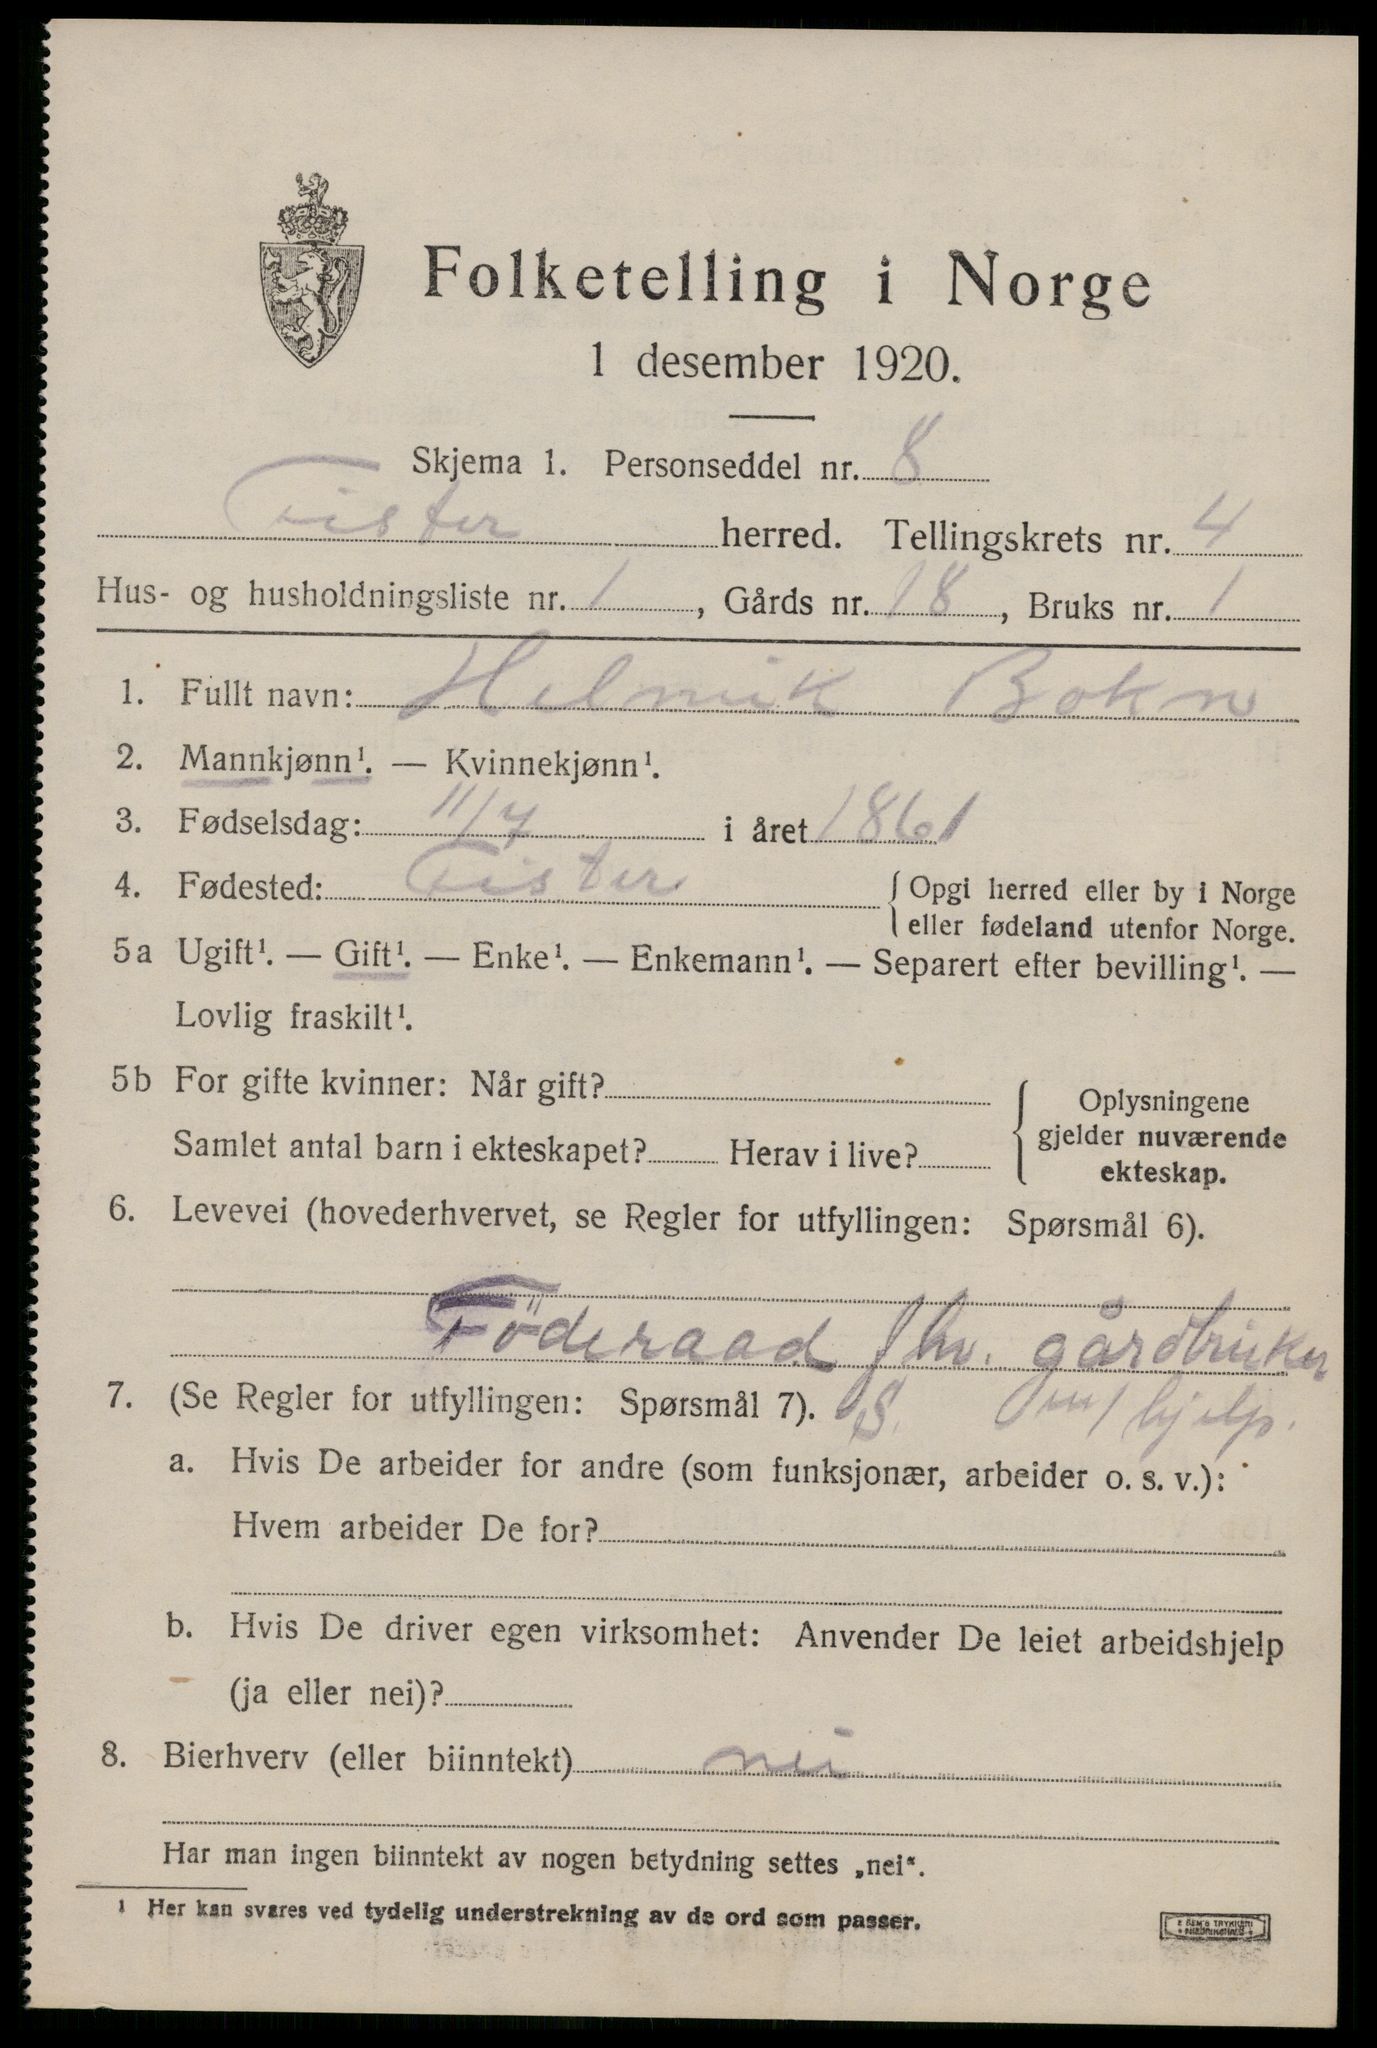 Folketelling i Norge
1 desember 1920.
Skjema 1. Personseddel nr. 8
Fister herred. Tellingskrets nr. 4
Hus- og husholdningsliste nr. 1, Gårds nr. 18, Bruks nr. 1
1. Fullt navn: Helmik Bokn
2. Mannkjønn¹. — Kvinnekjønn¹.
3. Fødselsdag: 11/7 i året 1861
4. Fødested: Fister {Opgi herred eller by i Norge
eller fødeland utenfor Norge.
5a Ugift¹. — Gift¹. — Enke¹. — Enkemann¹. — Separert efter bevilling¹. —
Lovlig fraskilt¹.
5b For gifte kvinner: Når gift?
Samlet antal barn i ekteskapet? Herav i live?
{Oplysningene
gjelder nuværende
ekteskap.
6. Levevei (hovederhvervet, se Regler for utfyllingen: Spørsmål 6).
Föderaad fhv. gårdbruker
7. (Se Regler for utfyllingen: Spørsmål 7). S. m/hjelp.
a. Hvis De arbeider for andre (som funksjonær, arbeider o. s. v.):
Hvem arbeider De for?
b. Hvis De driver egen virksomhet: Anvender De leiet arbeidshjelp
(ja eller nei)?
8. Bierhverv (eller biinntekt) nei
Har man ingen biinntekt av nogen betydning settes „nei“.
1 Her kan svares ved tydelig understrekning av de ord som passer.